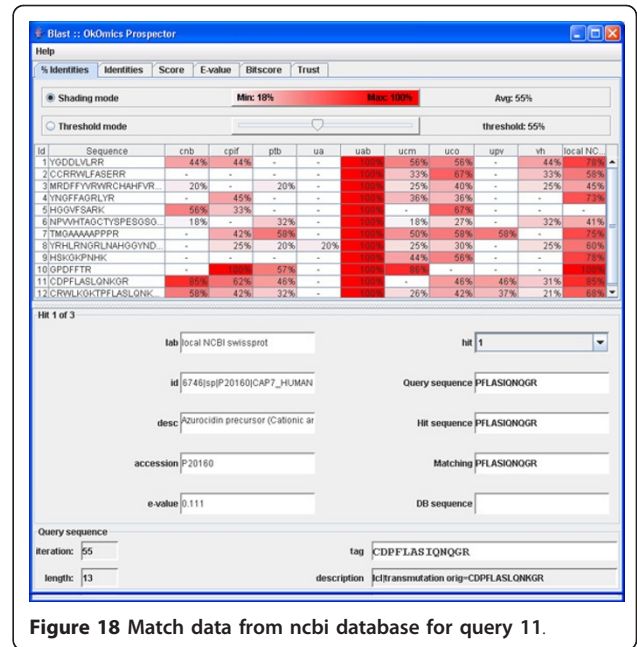 Blast :: OkOmics Prospector
Help
% Identities Identities Score E-value Bitscore Trust
Shading mode Min: 18% Max: 100% Avg: 55%
Threshold mode threshold: 55%
Id Sequence cnb cpif ptb ua uab ucm uco upv vh local NC...
1 YGDDLVLRR 44% 44% - - 100% 56% 56% - 44% 78%
2 CCRRWLFASERR - - - - 100% 33% 67% - 33% 58%
3 MRDFFYVRWRCHAHFVR... 20% - 20% - 100% 25% 40% - 25% 45%
4 YNGFFAGRLYR - 45% - - 100% 36% 36% - - 73%
5 HGGVFSARK 56% 33% - - 100% - 67% - - -
6 NPVVHTAGCTYSPESGSG... 18% - 32% - 100% 18% 27% - 32% 41%
7 TMGAAAAAPPPR - 42% 58% - 100% 50% 58% 58% - 75%
8 YRHLRNGRLNAHGGYND... - 25% 20% 20% 100% 25% 30% - 25% 60%
9 HSKGKPNHK - - - - 100% 44% 56% - - 78%
10 GPDFFTR - 100% 57% - 100% 86% - - - 100%
11 CDPFLASLQNKGR 85% 62% 46% - 100% - 46% 46% 31% 85%
12 CRWLKGKTPFLASLQNK... 58% 42% 32% - 100% 26% 42% 37% 21% 68%
Hit 1 of 3
lab local NCBI swissprot hit 1
id 6746|sp|P20160|CAP7_HUMAN Query sequence PFLASIQNQGR
desc Azurocidin precursor (Cationic ar Hit sequence PFLASIQNQGR
accession P20160 Matching PFLASIQNQGR
e-value 0.111 DB sequence
Query sequence
iteration: 55 tag CDPFLASIQNQGR
length: 13 description lcl|transmutation orig=CDPFLASLQNKGR
Figure 18 Match data from ncbi database for query 11.